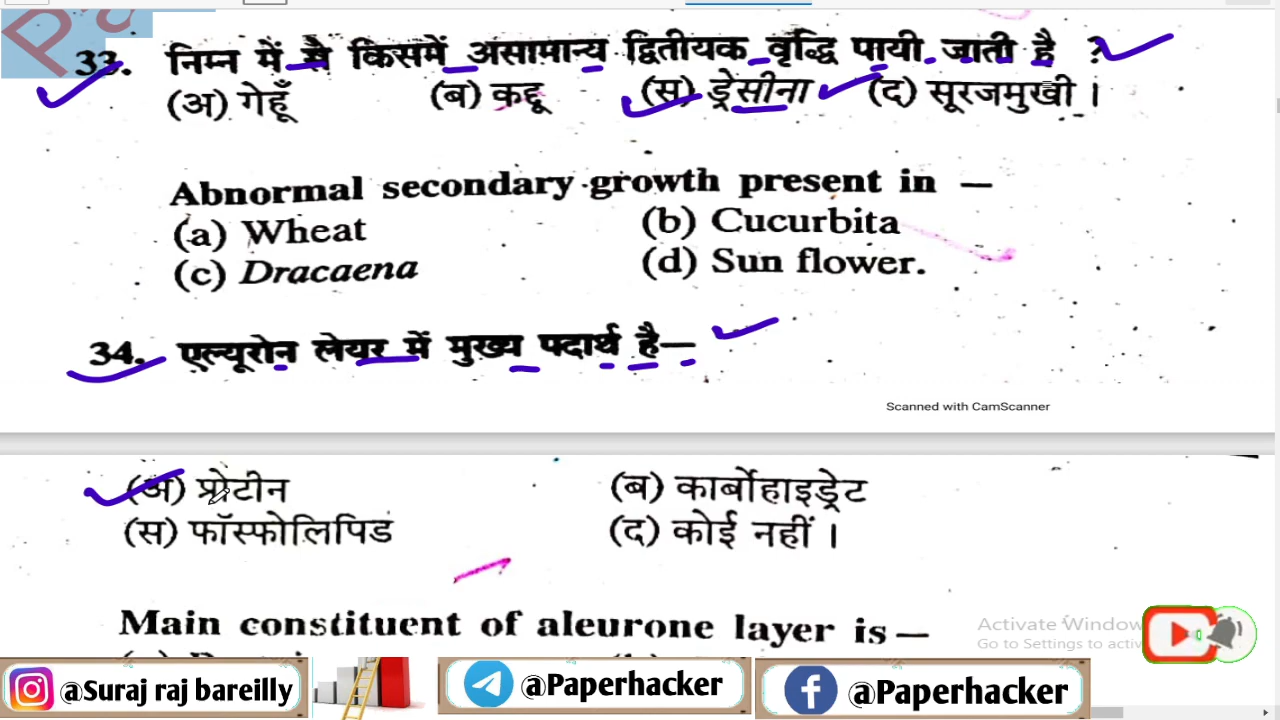 Pa
33. निम्न में से किसमें असामान्य द्वितीयक वृद्धि पायी जाती है ?
(अ) गेहूँ (ब) कद्दू (स) ड्रेसीना (द) सूरजमुखी ।
Abnormal secondary growth present in —
(a) Wheat (b) Cucurbita
(c) Dracaena (d) Sun flower.
34. एल्यूरोन लेयर में मुख्य पदार्थ है—
Scanned with CamScanner
(अ) प्रोटीन (ब) कार्बोहाइड्रेट
(स) फॉस्फोलिपिड (द) कोई नहीं ।
Main constituent of aleurone layer is—
Activate Window
Go to Settings to activ
@Suraj raj bareilly @Paperhacker @Paperhacker